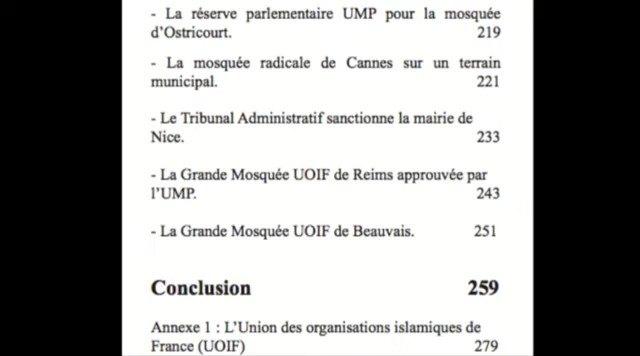 - La réserve parlementaire UMP pour la mosquée
d'Ostricourt. 219
- La mosquée radicale de Cannes sur un terrain
municipal. 221
- Le Tribunal Administratif sanctionne la mairie de
Nice. 233
- La Grande Mosquée UOIF de Reims approuvée par
l'UMP. 243
- La Grande Mosquée UOIF de Beauvais. 251
Conclusion 259
Annexe 1 : L'Union des organisations islamiques de
France (UOIF) 279